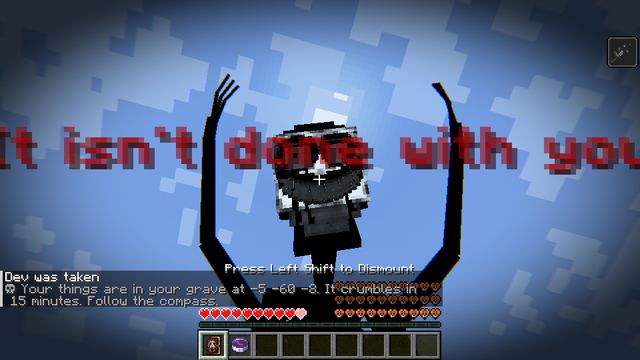 It isn't done with you
Press Left Shift to Dismount
Dev was taken
☠ Your things are in your grave at -5 -60 -8. It crumbles in
15 minutes. Follow the compass.